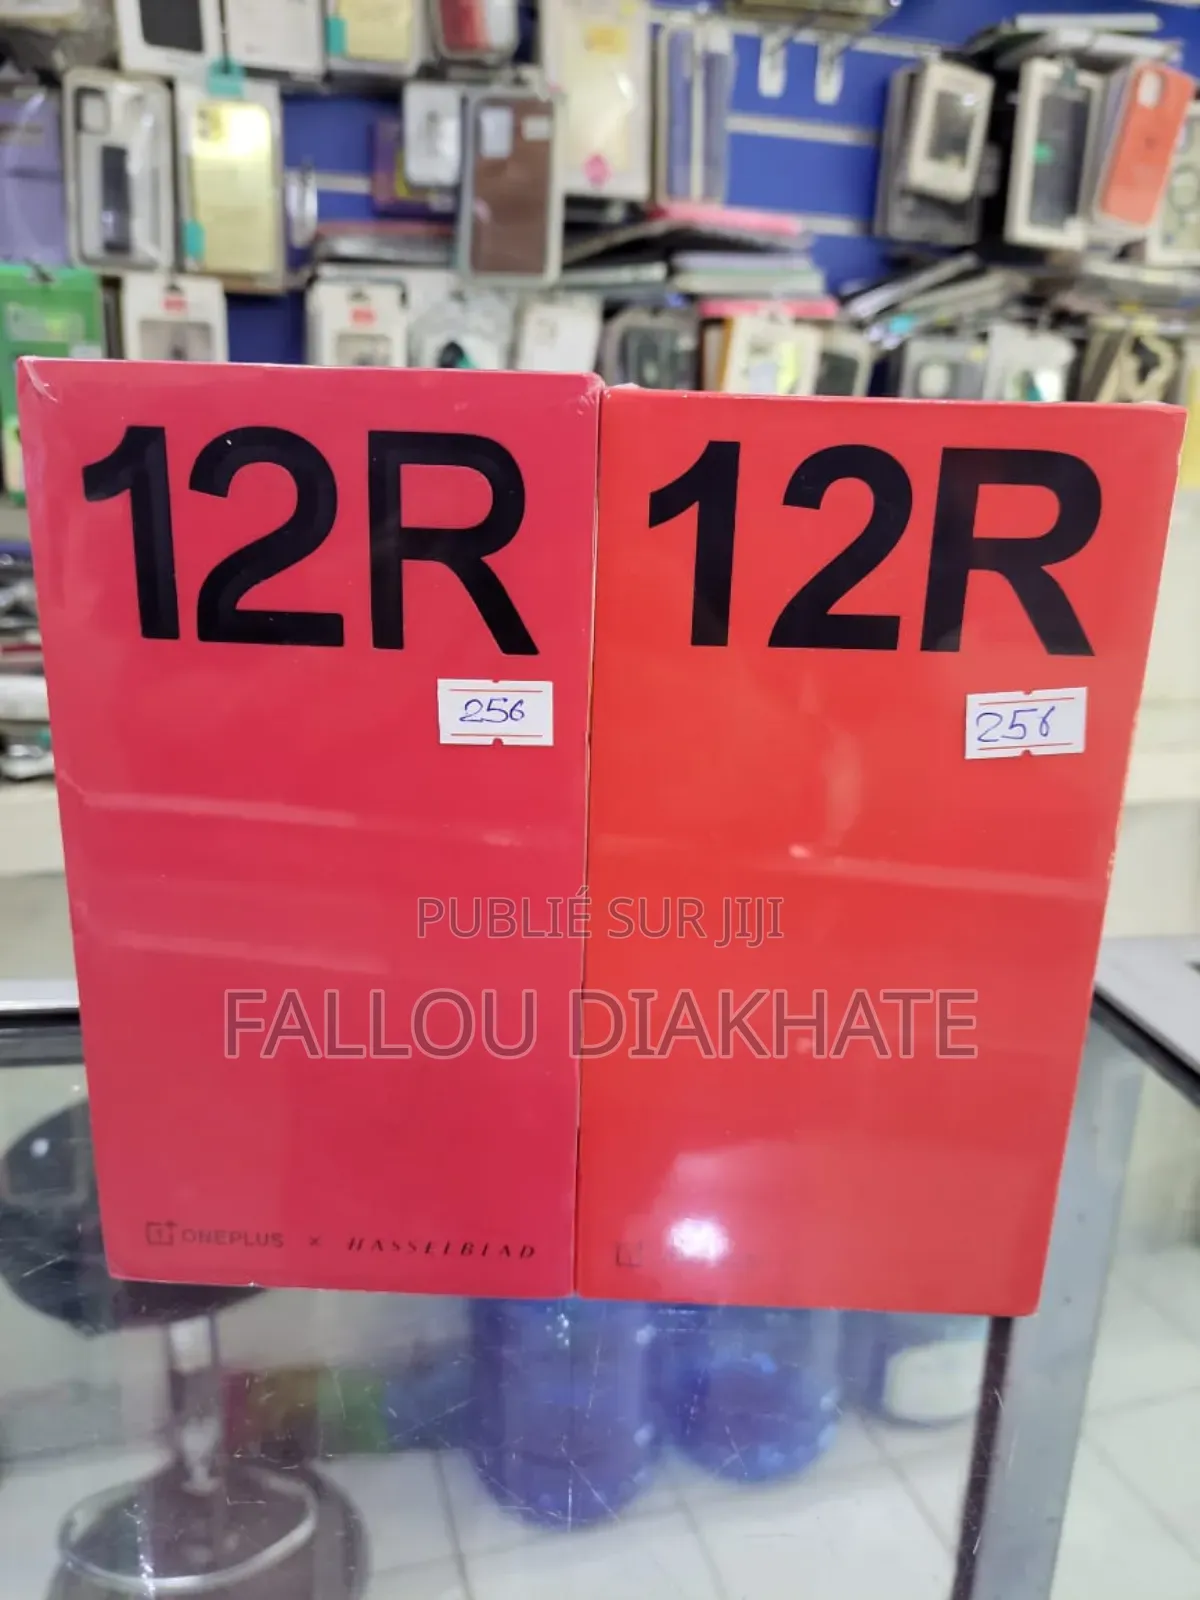 12R
12R
256
256
PUBLIÉ SUR JIJI
FALLOU DIAKHATE
ONEPLUS × HASSELBLAD